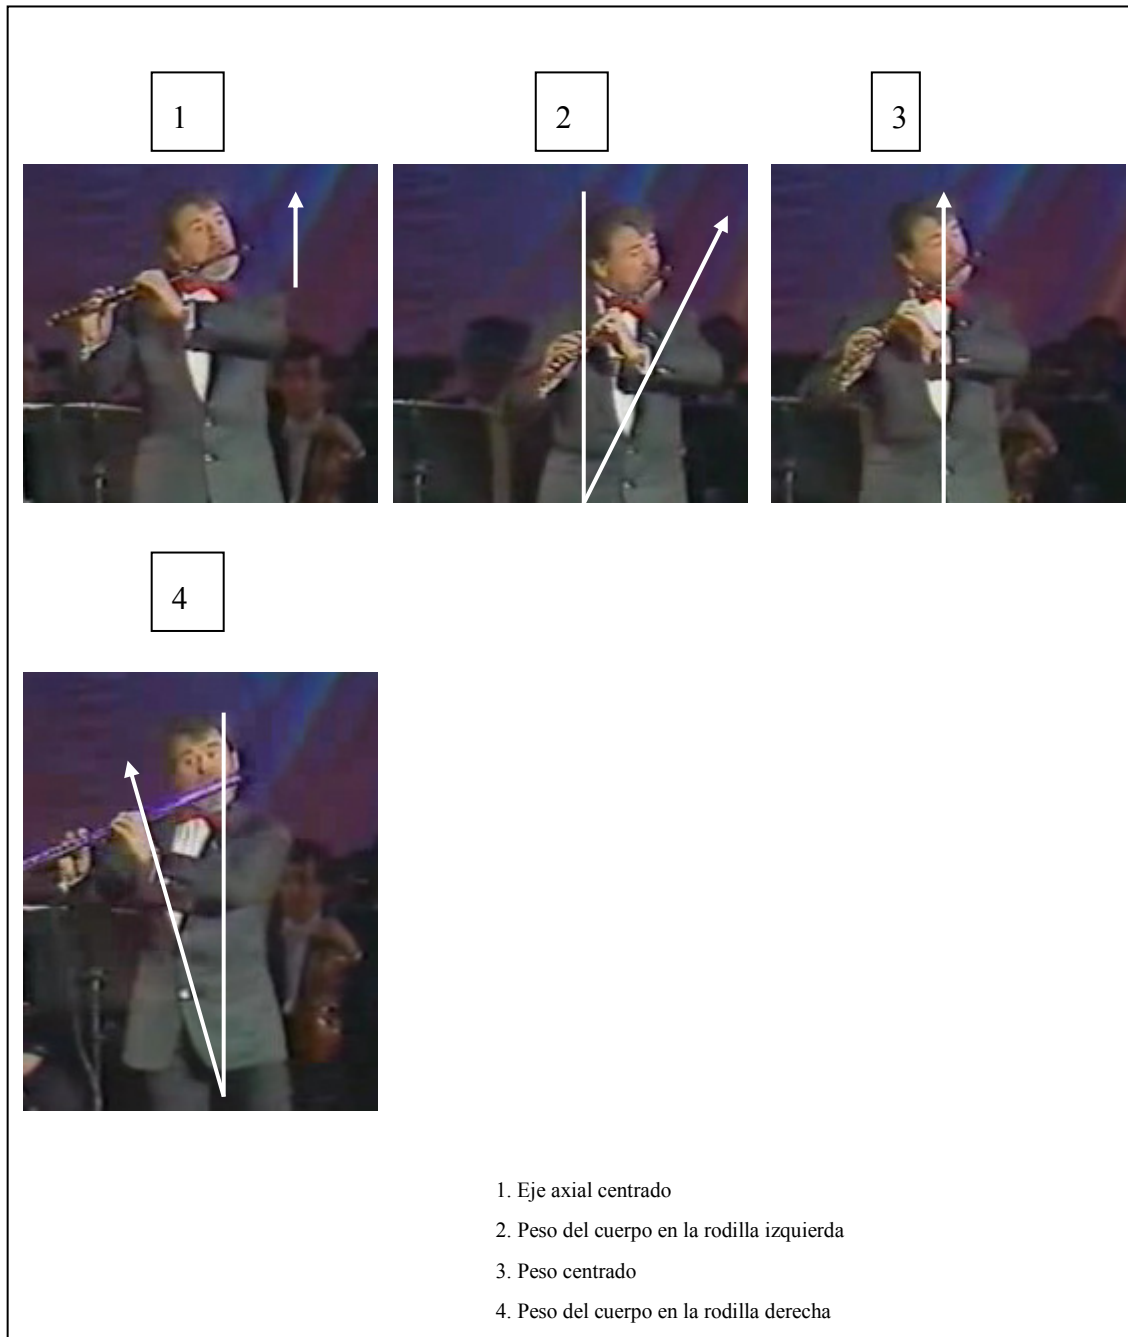 1
2
3
4
1. Eje axial centrado
2. Peso del cuerpo en la rodilla izquierda
3. Peso centrado
4. Peso del cuerpo en la rodilla derecha